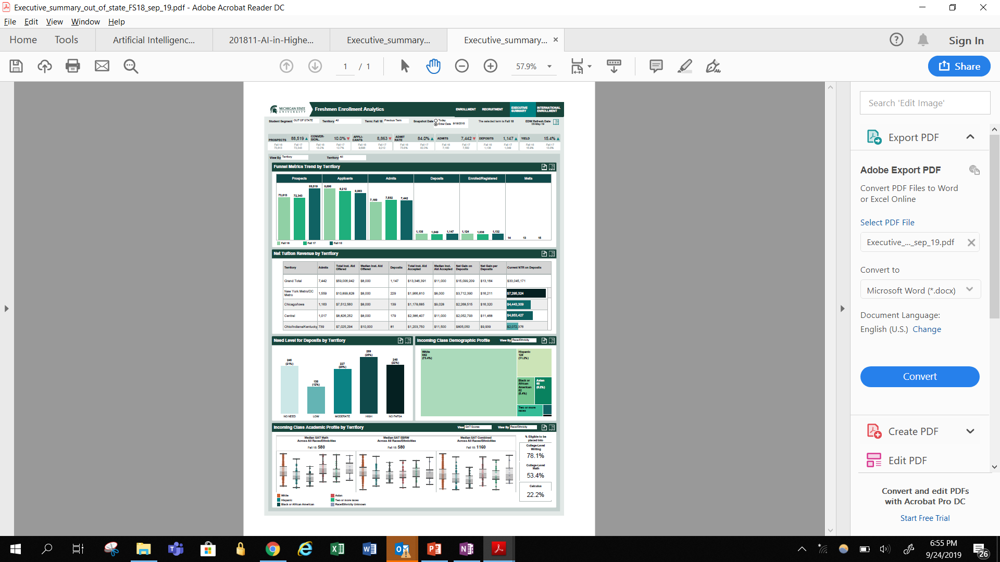 Executive_summary_out_of_state_FS18_sep_19.pdf - Adobe Acrobat Reader DC
File Edit View Window Help
Home Tools Artificial Intelligenc... 201811-AI-in-Highe... Executive_summary... Executive_summary... × Sign In
1 / 1 57.9% Share
MICHIGAN STATE UNIVERSITY Freshmen Enrollment Analytics ENROLLMENT RECRUITMENT EXECUTIVE SUMMARY INTERNATIONAL ENROLLMENT
Student Segment OUT OF STATE Territory All Term: Fall 18 Previous Term Snapshot Date Today Enter Date 9/19/2018 The selected term is Fall 18 EDW Refresh Date 08-May-19
PROSPECTS 88,519 CONVERSION.. 10.0% APPLICANTS 8,863 ADMIT RATE 84.0% ADMITS 7,442 DEPOSITS 1,147 YIELD 15.4%
View By Territory Territory All
Funnel Metrics Trend by Territory
Prospects Applicants Admits Deposits Enrolled/Registered Melts
73,613 72,343 88,519 9,696 9,212 8,863 7,160 7,582 7,442 1,138 1,048 1,147 1,124 1,036 1,132 14 13 15
Fall 16 Fall 17 Fall 18
Net Tuition Revenue by Territory
Territory Admits Total Inst. Aid Offered Median Inst. Aid Offered Deposits Total Inst. Aid Accepted Median Inst. Aid Accepted Net Gain on Deposits Net Gain per Deposits Current NTR on Deposits
Grand Total 7,442 $59,006,942 $8,000 1,147 $13,346,391 $11,000 $15,099,209 $13,164 $33,045,171
New York Metro/DC Metro 1,559 $10,899,828 $8,000 229 $1,966,810 $8,000 $3,712,390 $16,211 $7,295,324
Chicago/Iowa 1,163 $7,512,560 $8,000 139 $1,178,685 $9,028 $2,268,515 $16,320 $4,443,309
Central 1,017 $8,826,252 $8,000 179 $2,386,407 $11,000 $2,052,793 $11,468 $4,853,427
Ohio/Indiana/Kentucky 739 $7,025,294 $10,000 81 $1,203,750 $11,500 $805,050 $9,939 $2,072,376
Need Level for Deposits by Territory
245 (21%) 138 (12%) 227 (20%) 289 (25%) 248 (22%)
NO NEED LOW MODERATE HIGH NO FAFSA
Incoming Class Demographic Profile View By Race/Ethnicity
White 842 (73.4%)
Hispanic 128 (11.2%)
Black or African American 62 (5.4%)
Asian 60 (5.2%)
Two or more races
Incoming Class Academic Profile by Territory View SAT Scores View By Race/Ethnicity
Median SAT Math Across All Races/Ethnicities Fall 18: 580
Median SAT EBRW Across All Races/Ethnicities Fall 18: 580
Median SAT Combined Across All Races/Ethnicities Fall 18: 1160
% Eligible to be placed into
College-Level Writing
78.1%
College-Level Math
53.4%
Calculus
22.2%
White Asian
Hispanic Two or more races
Black or African American Race/Ethnicity Unknown
Search 'Edit Image'
Export PDF
Adobe Export PDF
Convert PDF Files to Word
or Excel Online
Select PDF File
Executive_..._sep_19.pdf
Convert to
Microsoft Word (*.docx)
Document Language:
English (U.S.) Change
Convert
Create PDF
Edit PDF
Convert and edit PDFs
with Acrobat Pro DC
Start Free Trial
6:55 PM
9/24/2019
26